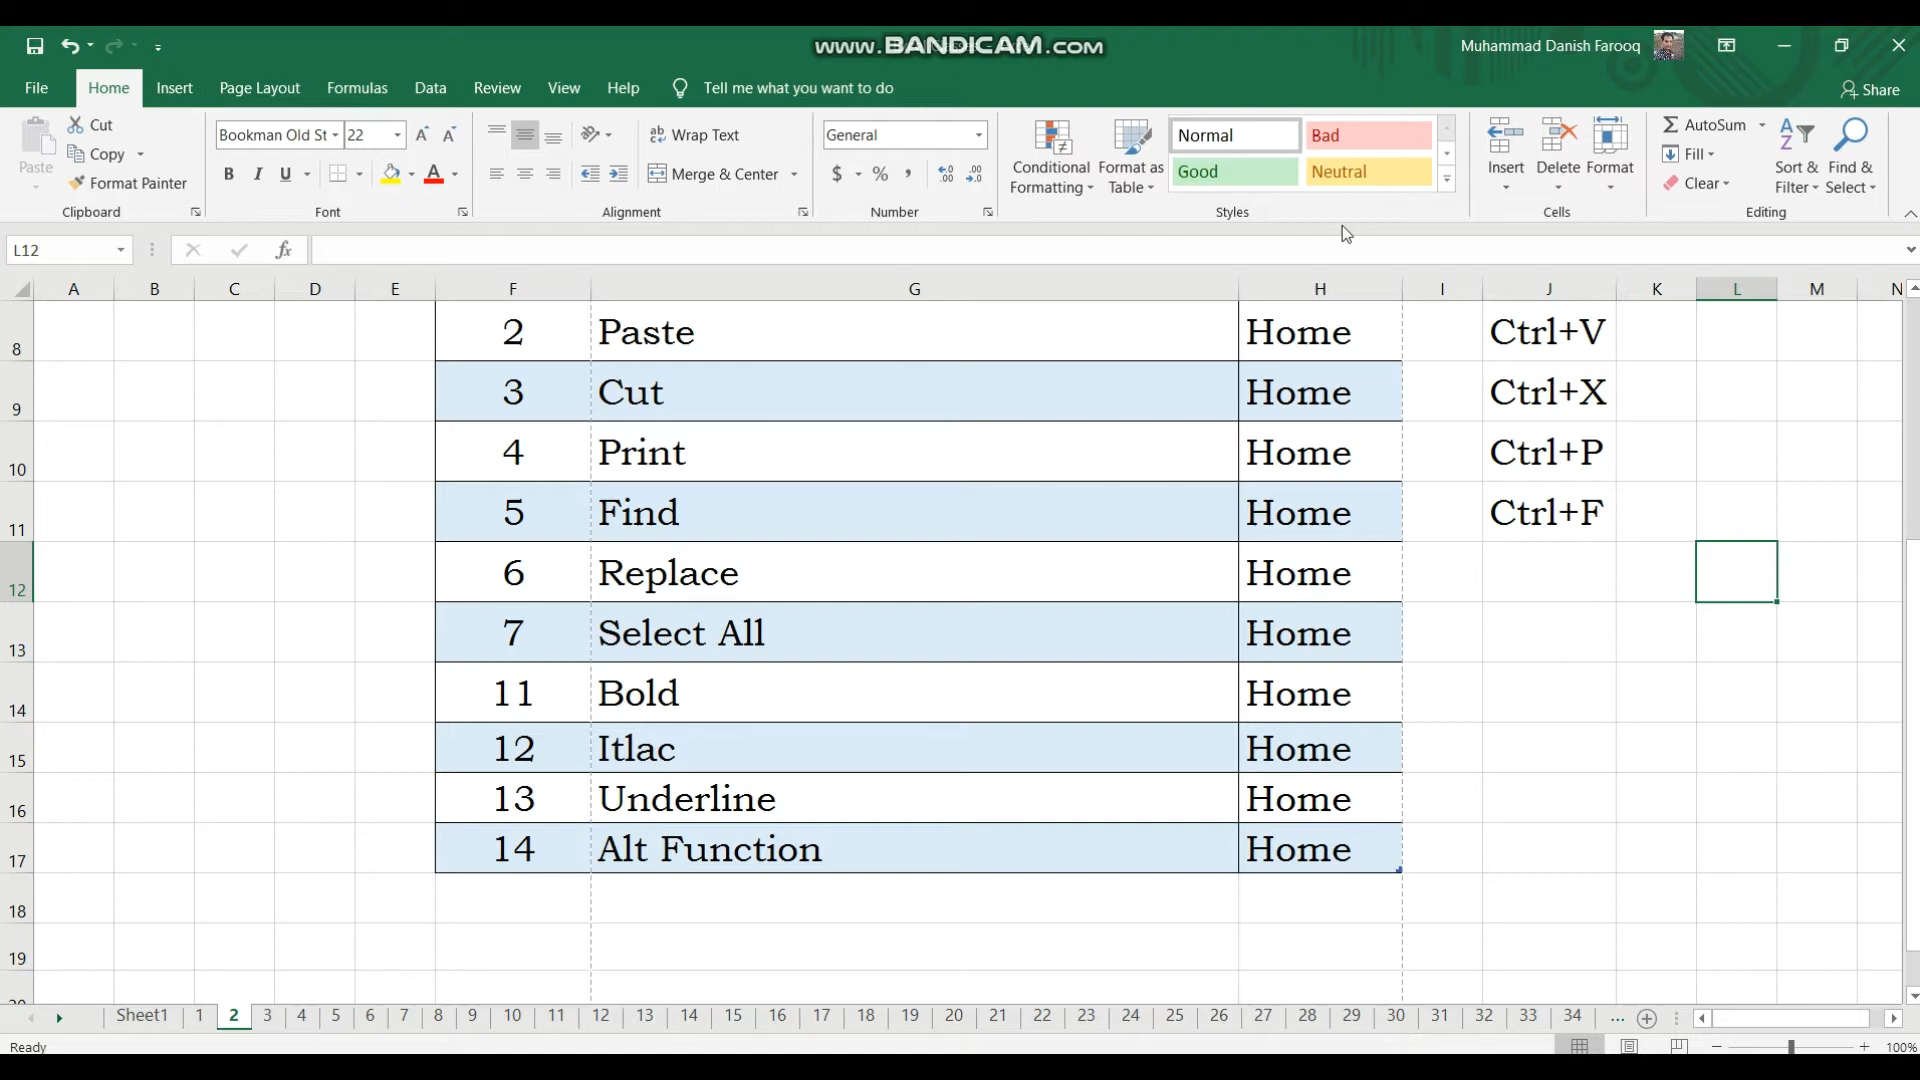 www.BANDICAM.com
Muhammad Danish Farooq
File Home Insert Page Layout Formulas Data Review View Help Tell me what you want to do Share
Paste
Cut
Copy
Format Painter
Clipboard
Bookman Old St 22
B I U A
Font
Wrap Text
Merge & Center
Alignment
General
$ % ,
Number
Conditional Formatting
Format as Table
Normal Bad
Good Neutral
Styles
Insert Delete Format
Cells
AutoSum
Fill
Clear
Sort & Filter
Find & Select
Editing
L12 fx
A B C D E F G H I J K L M N
8 2 Paste Home Ctrl+V
9 3 Cut Home Ctrl+X
10 4 Print Home Ctrl+P
11 5 Find Home Ctrl+F
12 6 Replace Home
13 7 Select All Home
14 11 Bold Home
15 12 Itlac Home
16 13 Underline Home
17 14 Alt Function Home
18
19
20
Sheet1 1 2 3 4 5 6 7 8 9 10 11 12 13 14 15 16 17 18 19 20 21 22 23 24 25 26 27 28 29 30 31 32 33 34 ...
Ready 100%